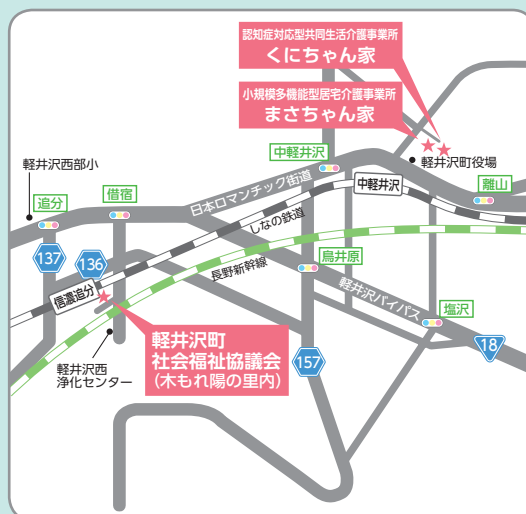 認知症対応型共同生活介護事業所
くにちゃん家
小規模多機能型居宅介護事業所
まさちゃん家
軽井沢町役場
中軽井沢
離山
軽井沢西部小
追分
借宿
日本ロマンチック街道
しなの鉄道
中軽井沢
137
136
信濃追分
長野新幹線
鳥井原
軽井沢バイパス
塩沢
18
157
軽井沢町
社会福祉協議会
(木もれ陽の里内)
軽井沢西
浄化センター